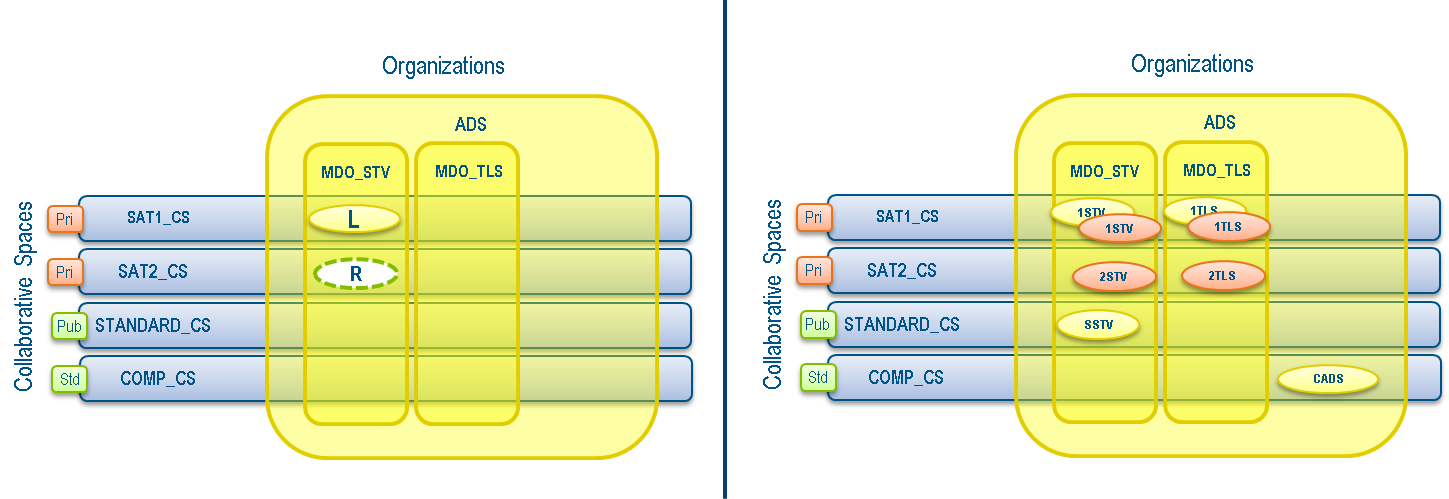 Organizations
ADS
MDO_STV
MDO_TLS
Collaborative Spaces
Pri
SAT1_CS
L
Pri
SAT2_CS
R
Pub
STANDARD_CS
Std
COMP_CS
Organizations
ADS
MDO_STV
MDO_TLS
Collaborative Spaces
Pri
SAT1_CS
1STV
1STV
1TLS
1TLS
Pri
SAT2_CS
2STV
2TLS
Pub
STANDARD_CS
SSTV
Std
COMP_CS
CADS